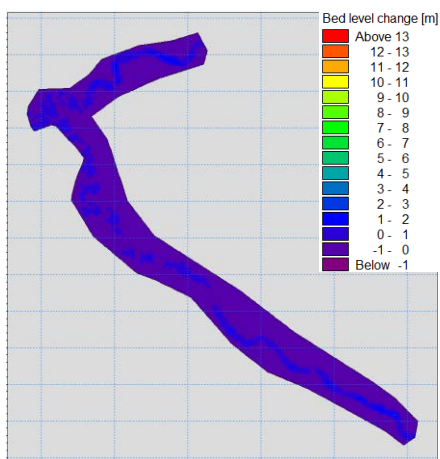 Bed level change [m]
Above 13
12 - 13
11 - 12
10 - 11
9 - 10
8 - 9
7 - 8
6 - 7
5 - 6
4 - 5
3 - 4
2 - 3
1 - 2
0 - 1
-1 - 0
Below -1